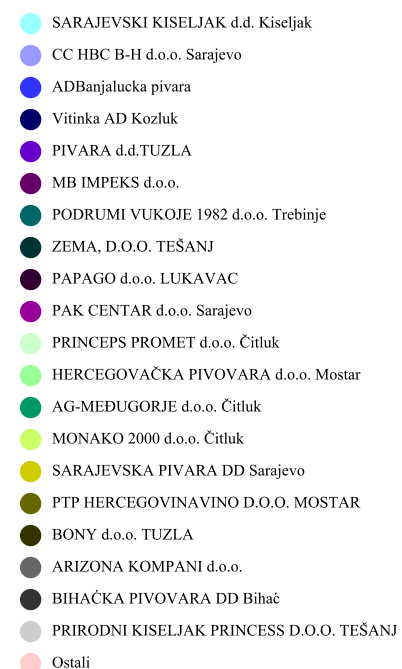 SARAJEVSKI KISELJAK d.d. Kiseljak
CC HBC B-H d.o.o. Sarajevo
ADBanjalucka pivara
Vitinka AD Kozluk
PIVARA d.d.TUZLA
MB IMPEKS d.o.o.
PODRUMI VUKOJE 1982 d.o.o. Trebinje
ZEMA, D.O.O. TEŠANJ
PAPAGO d.o.o. LUKAVAC
PAK CENTAR d.o.o. Sarajevo
PRINCEPS PROMET d.o.o. Čitluk
HERCEGOVAČKA PIVOVARA d.o.o. Mostar
AG-MEĐUGORJE d.o.o. Čitluk
MONAKO 2000 d.o.o. Čitluk
SARAJEVSKA PIVARA DD Sarajevo
PTP HERCEGOVINAVINO D.O.O. MOSTAR
BONY d.o.o. TUZLA
ARIZONA KOMPANI d.o.o.
BIHAĆKA PIVOVARA DD Bihać
PRIRODNI KISELJAK PRINCESS D.O.O. TEŠANJ
Ostali